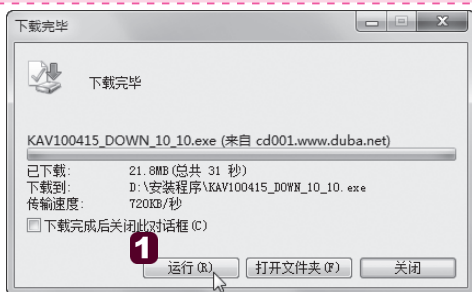 下载完毕
下载完毕
KAV100415_DOWN_10_10.exe (来自 cd001.www.duba.net)
已下载: 21.8MB(总共 31 秒)
下载到: D:\安装程序\KAV100415_DOWN_10_10.exe
传输速度: 720KB/秒
下载完成后关闭此对话框(C)
1
运行(R) 打开文件夹(F) 关闭